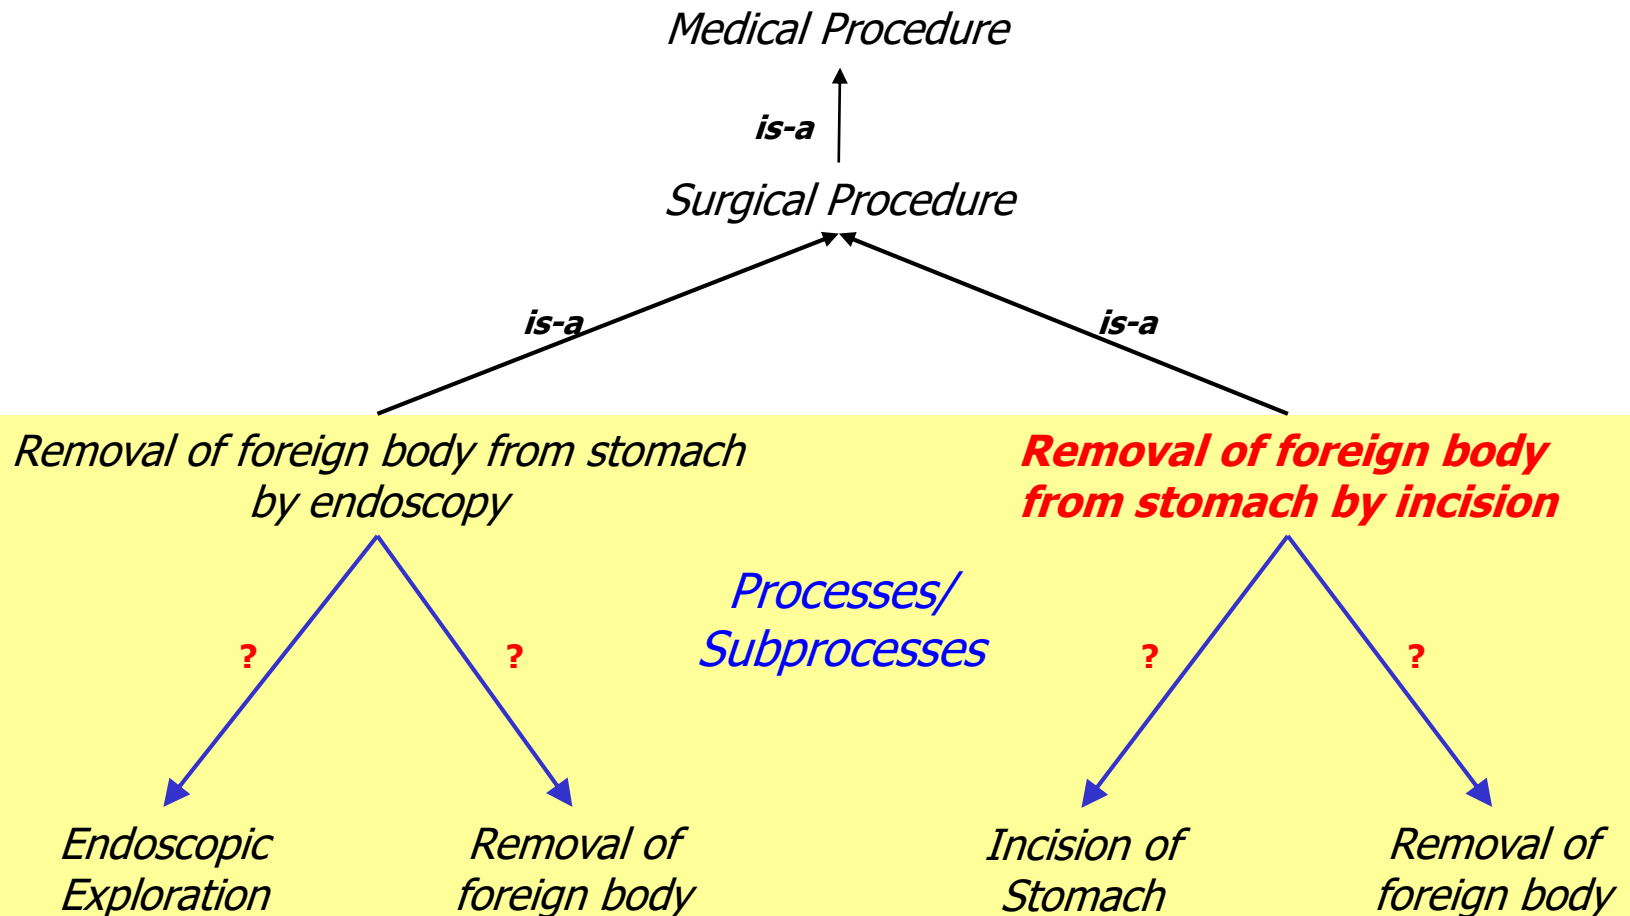 Medical Procedure
is-a
Surgical Procedure
is-a
is-a
Removal of foreign body from stomach
by endoscopy
Removal of foreign body
from stomach by incision
Processes/
Subprocesses
?
?
?
?
Endoscopic
Exploration
Removal of
foreign body
Incision of
Stomach
Removal of
foreign body